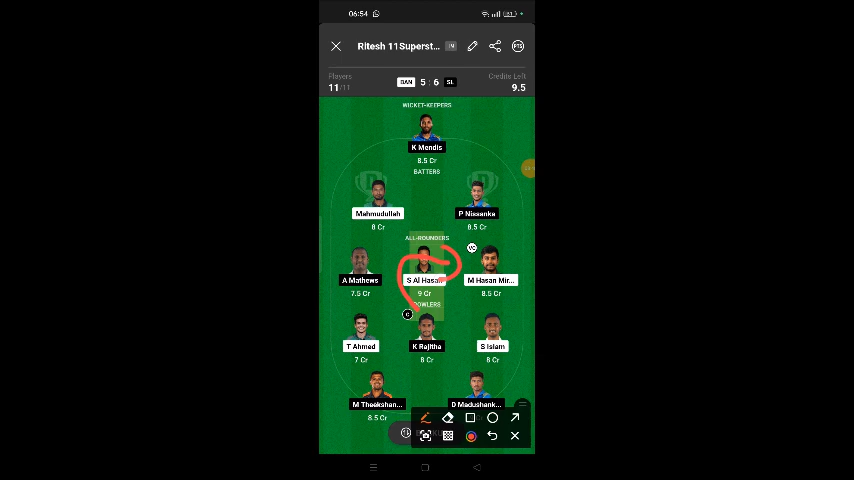 06:54
Ritesh 11Superst... IN PTS
Players Credits Left
11/11 BAN 5 : 6 SL 9.5
WICKET-KEEPERS
K Mendis
8.5 Cr
BATTERS
Mahmudullah P Nissanka
8 Cr 8.5 Cr
ALL-ROUNDERS
VC
A Mathews S Al Hasa... M Hasan Mir...
7.5 Cr 9 Cr 8.5 Cr
BOWLERS
C
T Ahmed K Rajitha S Islam
7 Cr 8 Cr 8 Cr
M Theekshan... D Madushank...
8.5 Cr